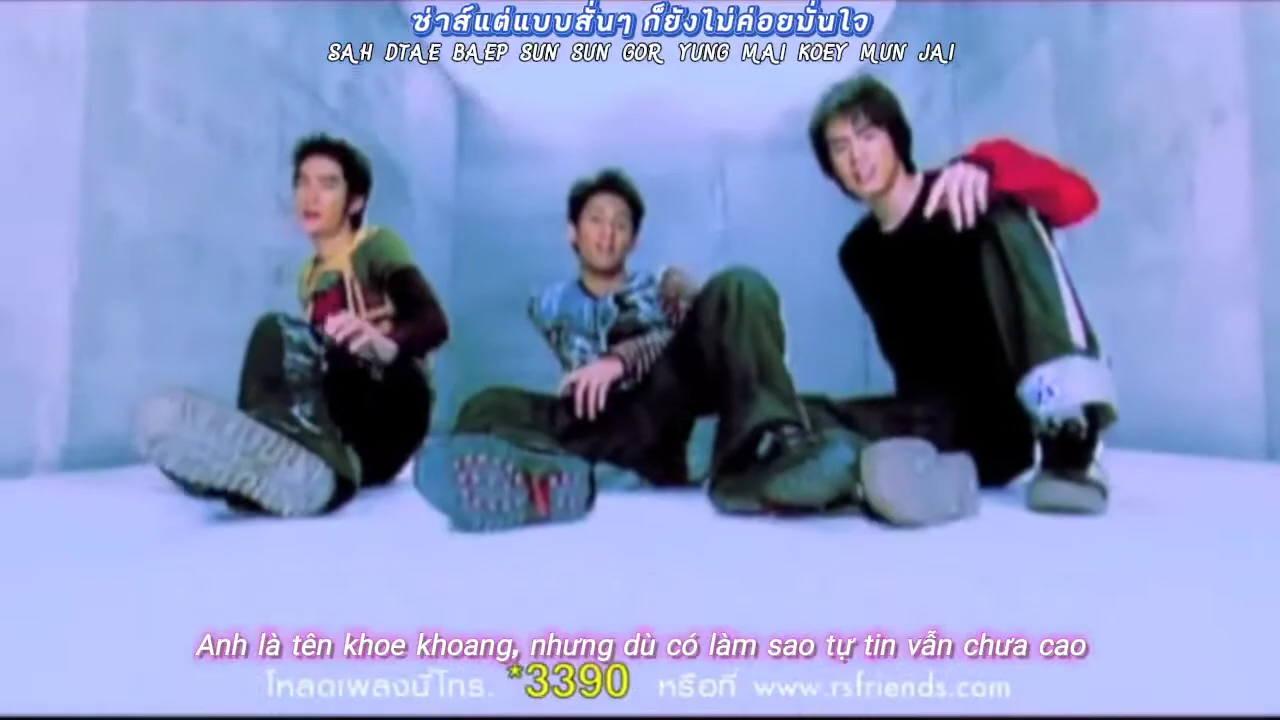 ซ่าส์แต่แบบสั่นๆ ก็ยังไม่ค่อยมั่นใจ
SAH DTAE BAEP SUN SUN GOR YUNG MAI KOEY MUN JAI
Anh là tên khoe khoang, nhưng dù có làm sao tự tin vẫn chưa cao
โหลดเพลงนี้โทร. *3390 หรือที่ www.rsfriends.com